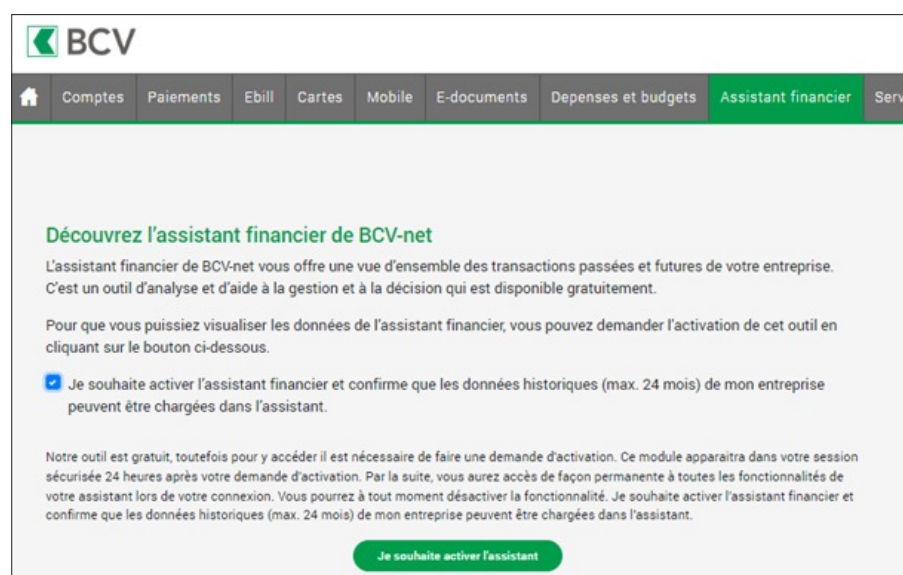 BCV
Comptes Paiements Ebill Cartes Mobile E-documents Depenses et budgets Assistant financier Serv
Découvrez l'assistant financier de BCV-net
L'assistant financier de BCV-net vous offre une vue d'ensemble des transactions passées et futures de votre entreprise.
C'est un outil d'analyse et d'aide à la gestion et à la décision qui est disponible gratuitement.
Pour que vous puissiez visualiser les données de l'assistant financier, vous pouvez demander l'activation de cet outil en
cliquant sur le bouton ci-dessous.
Je souhaite activer l'assistant financier et confirme que les données historiques (max. 24 mois) de mon entreprise
peuvent être chargées dans l'assistant.
Notre outil est gratuit, toutefois pour y accéder il est nécessaire de faire une demande d'activation. Ce module apparaitra dans votre session
sécurisée 24 heures après votre demande d'activation. Par la suite, vous aurez accès de façon permanente à toutes les fonctionnalités de
votre assistant lors de votre connexion. Vous pourrez à tout moment désactiver la fonctionnalité. Je souhaite activer l'assistant financier et
confirme que les données historiques (max. 24 mois) de mon entreprise peuvent être chargées dans l'assistant.
Je souhaite activer l'assistant